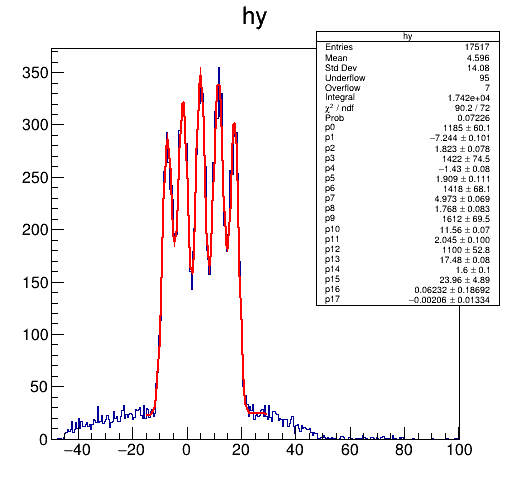 hy
hy
Entries 17517
Mean 4.596
Std Dev 14.08
Underflow 95
Overflow 7
Integral 1.742e+04
χ² / ndf 90.2 / 72
Prob 0.07226
p0 1185 ± 60.1
p1 −7.244 ± 0.101
p2 1.823 ± 0.078
p3 1422 ± 74.5
p4 −1.43 ± 0.08
p5 1.909 ± 0.111
p6 1418 ± 68.1
p7 4.973 ± 0.069
p8 1.768 ± 0.083
p9 1612 ± 69.5
p10 11.56 ± 0.07
p11 2.045 ± 0.100
p12 1100 ± 52.8
p13 17.48 ± 0.08
p14 1.6 ± 0.1
p15 23.96 ± 4.89
p16 0.06232 ± 0.18692
p17 −0.00206 ± 0.01334
350
300
250
200
150
100
50
0
−40 −20 0 20 40 60 80 100